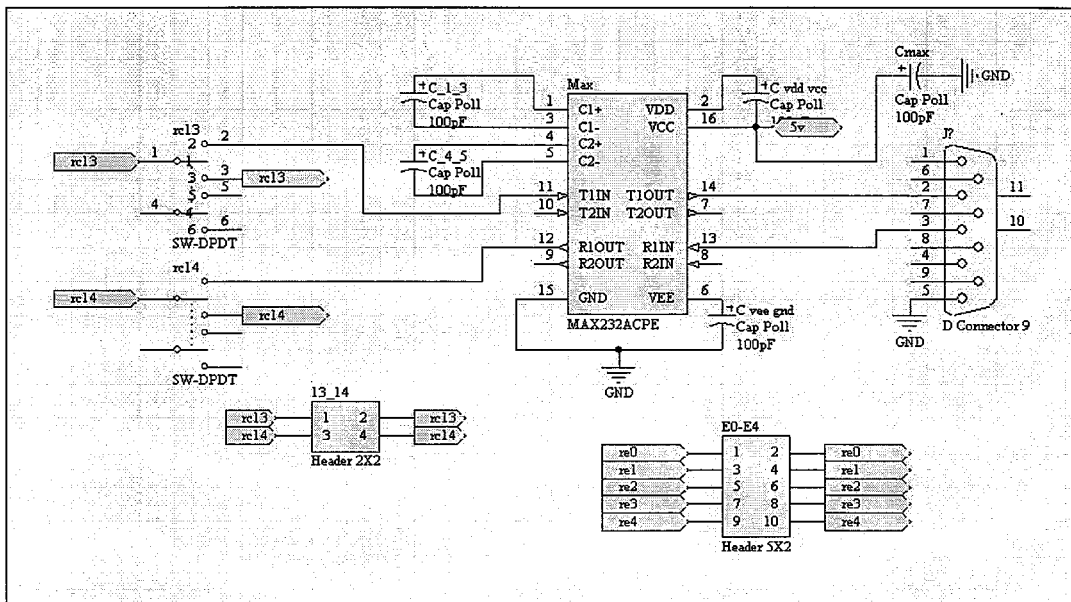 Cmax
Cap Poll
100pF
GND
Max
C_1_3
Cap Poll
100pF
C_4_5
Cap Poll
100pF
1
3
4
5
C1+
C1-
C2+
C2-
VDD
VCC
2
16
C vdd vcc
Cap Poll
5v
rc13
2
2
rc13
1
1
3
3
rc13
5
5
4
4
6
6
SW-DPDT
11
10
T1IN
T2IN
T1OUT
T2OUT
14
7
12
9
R1OUT
R2OUT
R1IN
R2IN
13
8
15
GND
VEE
6
MAX232ACPE
C vee gnd
Cap Poll
100pF
GND
J?
1
6
2
7
3
8
4
9
5
11
10
GND
D Connector 9
rc14
rc14
rc14
SW-DPDT
13_14
rc13
1
2
rc13
rc14
3
4
rc14
Header 2X2
E0-E4
re0
1
2
re0
re1
3
4
re1
re2
5
6
re2
re3
7
8
re3
re4
9
10
re4
Header 5X2